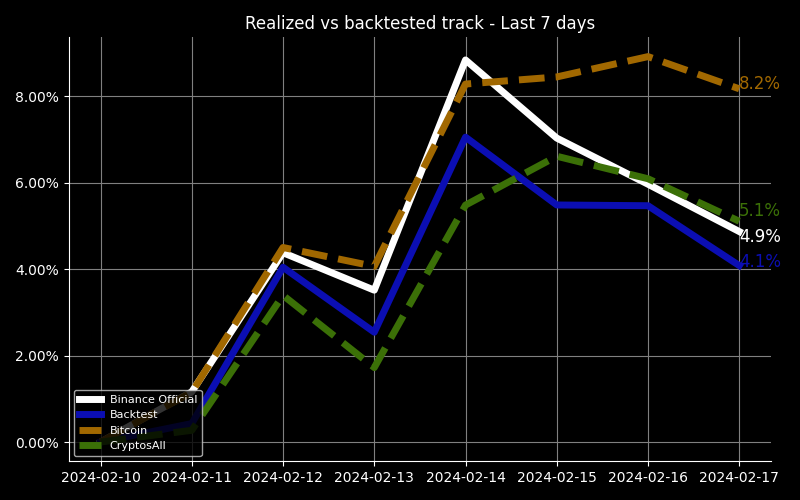 Realized vs backtested track - Last 7 days
8.00%
6.00%
4.00%
2.00%
0.00%
8.2%
5.1%
4.9%
4.1%
Binance Official
Backtest
Bitcoin
CryptosAll
2024-02-10 2024-02-11 2024-02-12 2024-02-13 2024-02-14 2024-02-15 2024-02-16 2024-02-17